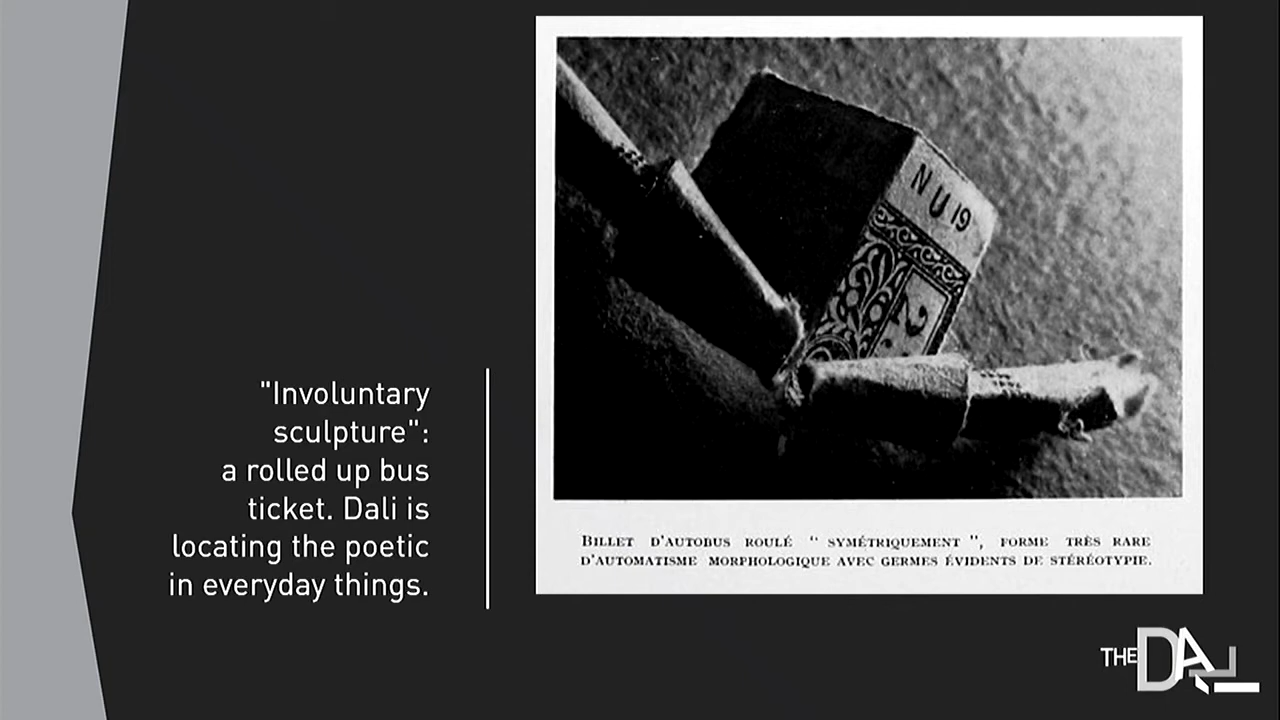 "Involuntary
sculpture":
a rolled up bus
ticket. Dali is
locating the poetic
in everyday things.
N U 19
2
BILLET D'AUTOBUS ROULÉ " SYMÉTRIQUEMENT ", FORME TRÈS RARE
D'AUTOMATISME MORPHOLOGIQUE AVEC GERMES ÉVIDENTS DE STÉRÉOTYPIE.
THE DALI